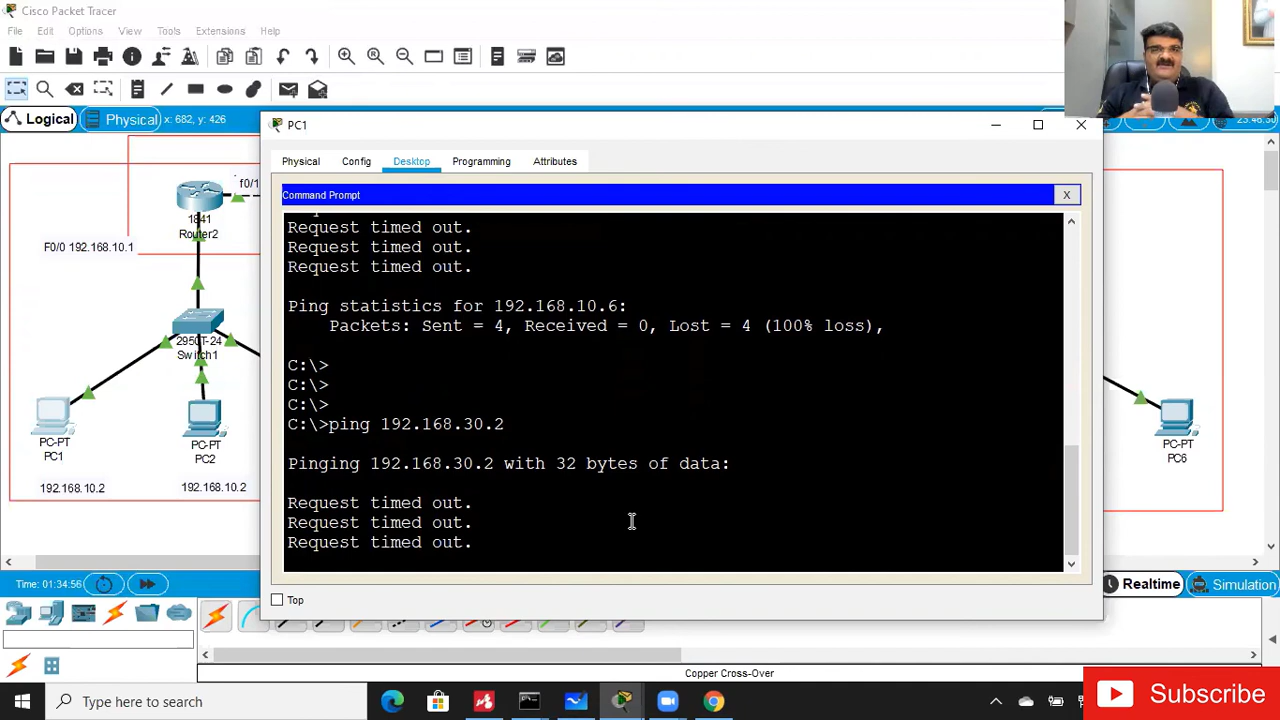 Cisco Packet Tracer
File Edit Options View Tools Extensions Help
Logical Physical x: 682, y: 426
PC1
Physical Config Desktop Programming Attributes
Command Prompt
X
Request timed out.
Request timed out.
Request timed out.
Ping statistics for 192.168.10.6:
Packets: Sent = 4, Received = 0, Lost = 4 (100% loss),
C:\>
C:\>
C:\>
C:\>ping 192.168.30.2
Pinging 192.168.30.2 with 32 bytes of data:
Request timed out.
Request timed out.
Request timed out.
Top
f0/1
1841
Router2
F0/0 192.168.10.1
2950T-24
Switch1
PC-PT
PC1
192.168.10.2
PC-PT
PC2
192.168.10.2
PC-PT
PC6
Time: 01:34:56
Realtime Simulation
Copper Cross-Over
Type here to search
Subscribe